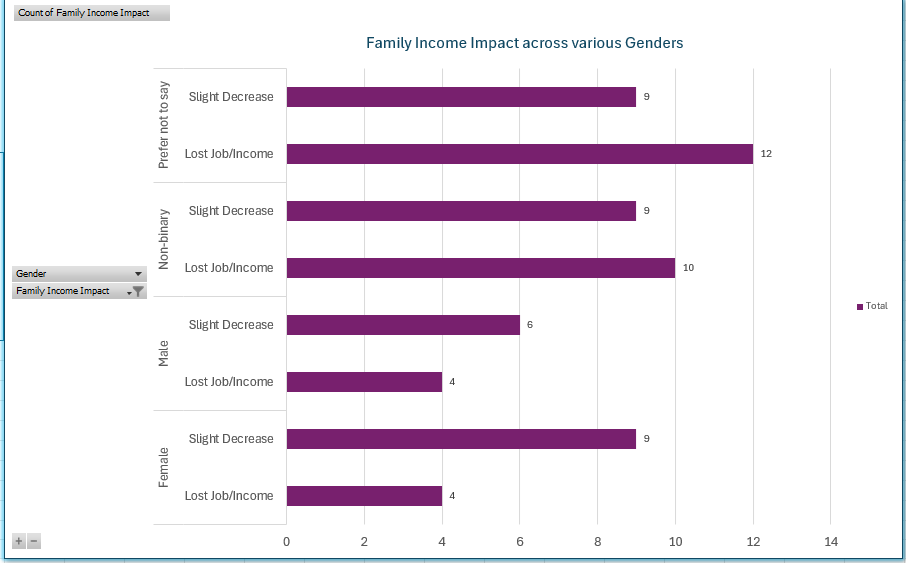 Count of Family Income Impact
Family Income Impact across various Genders
Prefer not to say
Slight Decrease
9
Lost Job/Income
12
Non-binary
Slight Decrease
9
Lost Job/Income
10
Gender
Family Income Impact
Male
Slight Decrease
6
Lost Job/Income
4
Total
Female
Slight Decrease
9
Lost Job/Income
4
+ −
0 2 4 6 8 10 12 14